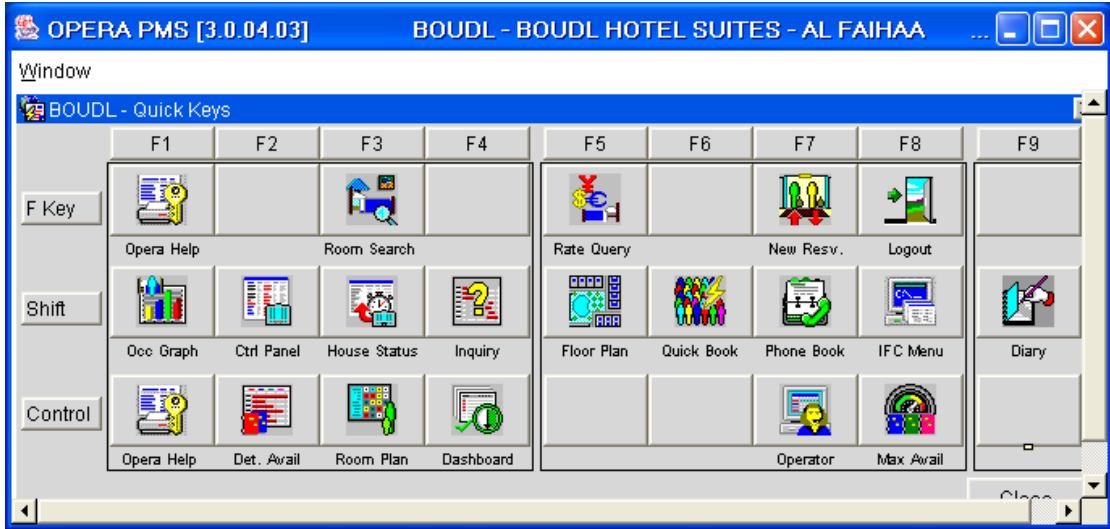 OPERA PMS [3.0.04.03] BOUDL - BOUDL HOTEL SUITES - AL FAIHAA ...
Window
BOUDL - Quick Keys
F1 F2 F3 F4 F5 F6 F7 F8 F9
F Key
Opera Help Room Search Rate Query New Resv. Logout
Shift
Occ Graph Ctrl Panel House Status Inquiry Floor Plan Quick Book Phone Book IFC Menu Diary
Control
Opera Help Det. Avail Room Plan Dashboard Operator Max Avail
Close